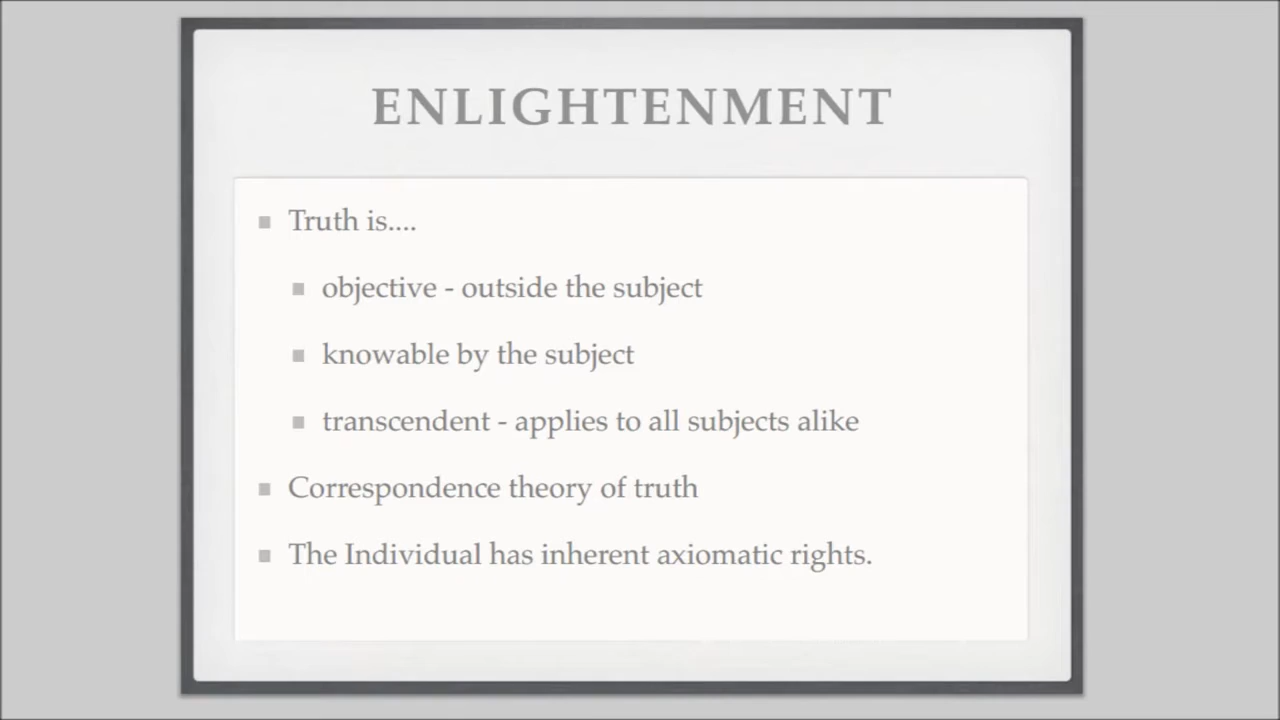 ENLIGHTENMENT
Truth is....
objective - outside the subject
knowable by the subject
transcendent - applies to all subjects alike
Correspondence theory of truth
The Individual has inherent axiomatic rights.